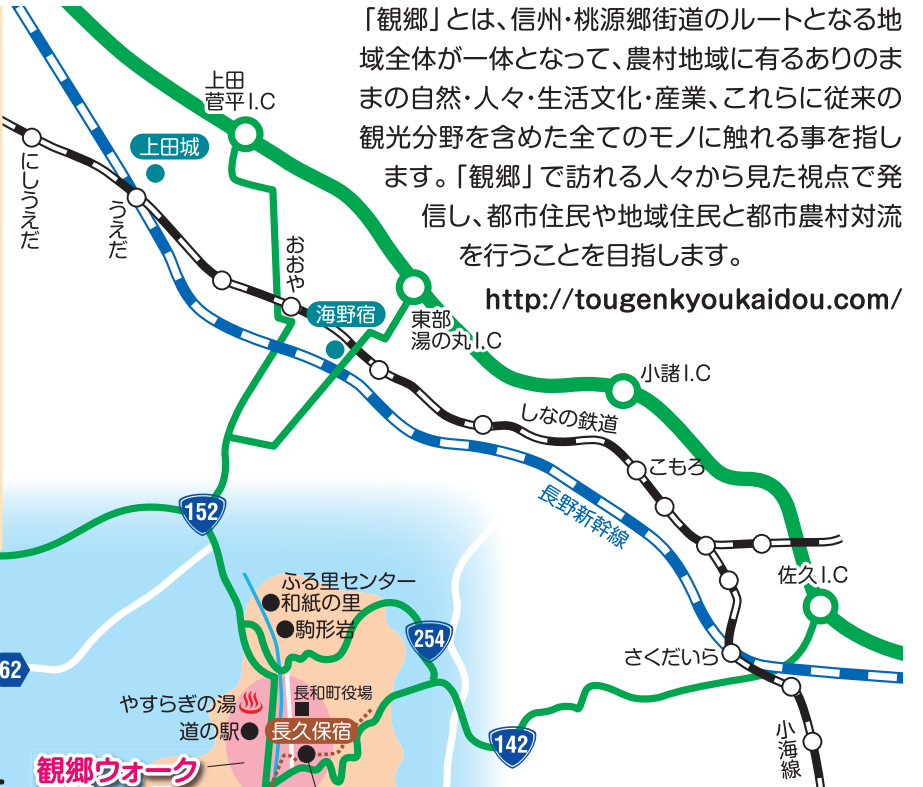 「観郷」とは、信州・桃源郷街道のルートとなる地
域全体が一体となって、農村地域に有るありのま
まの自然・人々・生活文化・産業、これらに従来の
観光分野を含めた全てのモノに触れる事を指し
ます。「観郷」で訪れる人々から見た視点で発
信し、都市住民や地域住民と都市農村対流
を行うことを目指します。
http://tougenkyoukaidou.com/
上田
菅平I.C
上田城
にしうえだ
うえだ
おおや
海野宿
東部
湯の丸I.C
小諸I.C
しなの鉄道
こもろ
長野新幹線
152
佐久I.C
ふる里センター
和紙の里
駒形岩
254
さくだいら
62
やすらぎの湯
長和町役場
道の駅
長久保宿
142
小海線
観郷ウォーク